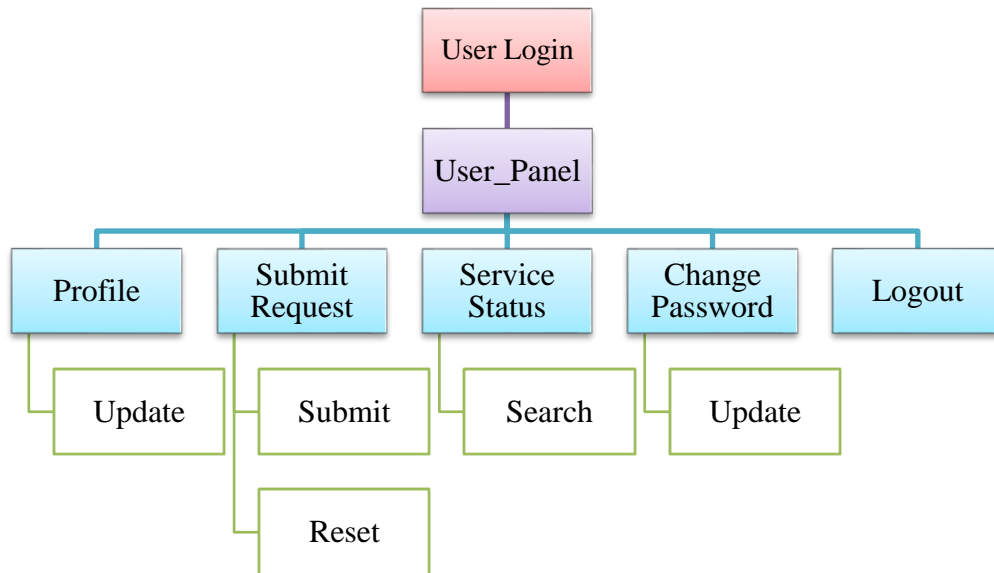 User Login
User_Panel
Profile
Submit
Request
Service
Status
Change
Password
Logout
Update
Submit
Search
Update
Reset